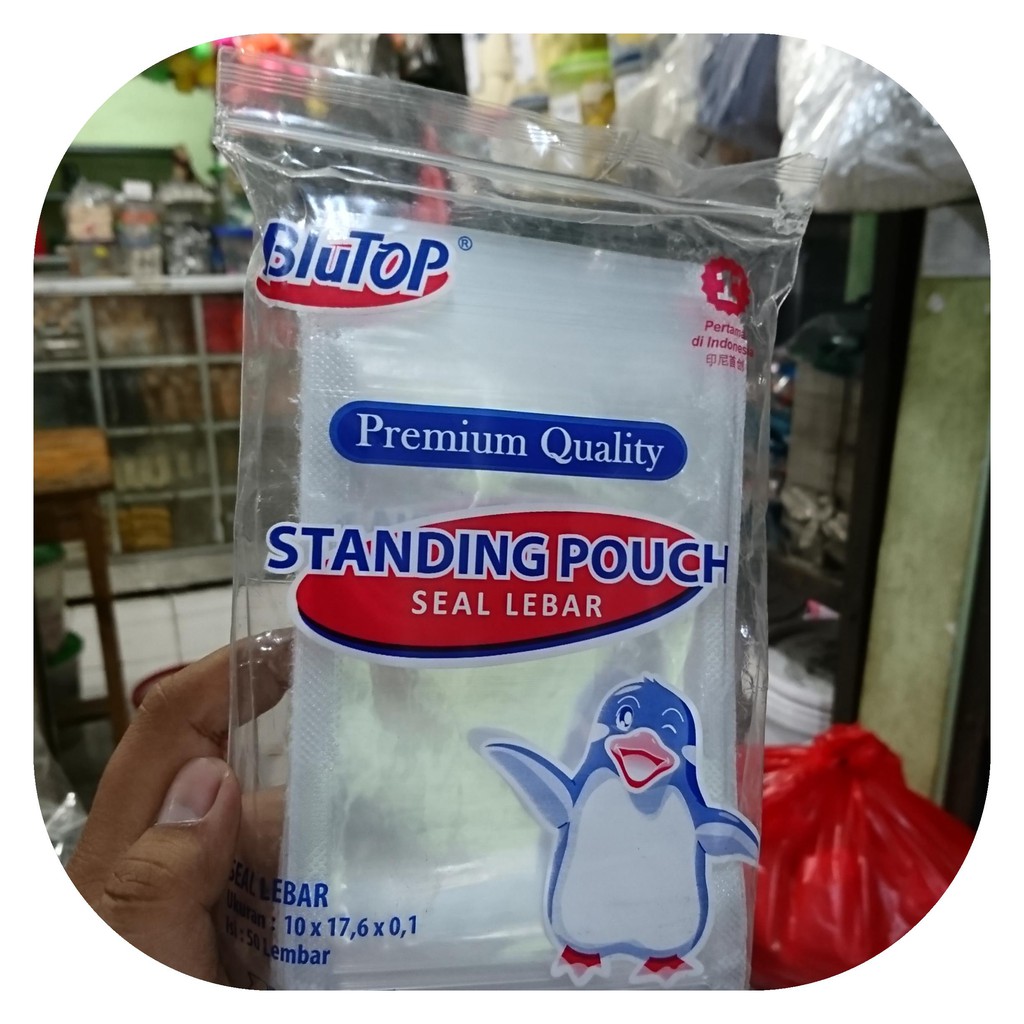 BluTop ®
1
Pertama
di Indonesia
印尼首创
Premium Quality
STANDING POUCH
SEAL LEBAR
SEAL LEBAR
Ukuran : 10 x 17,6 x 0,1
Isi : 50 Lembar